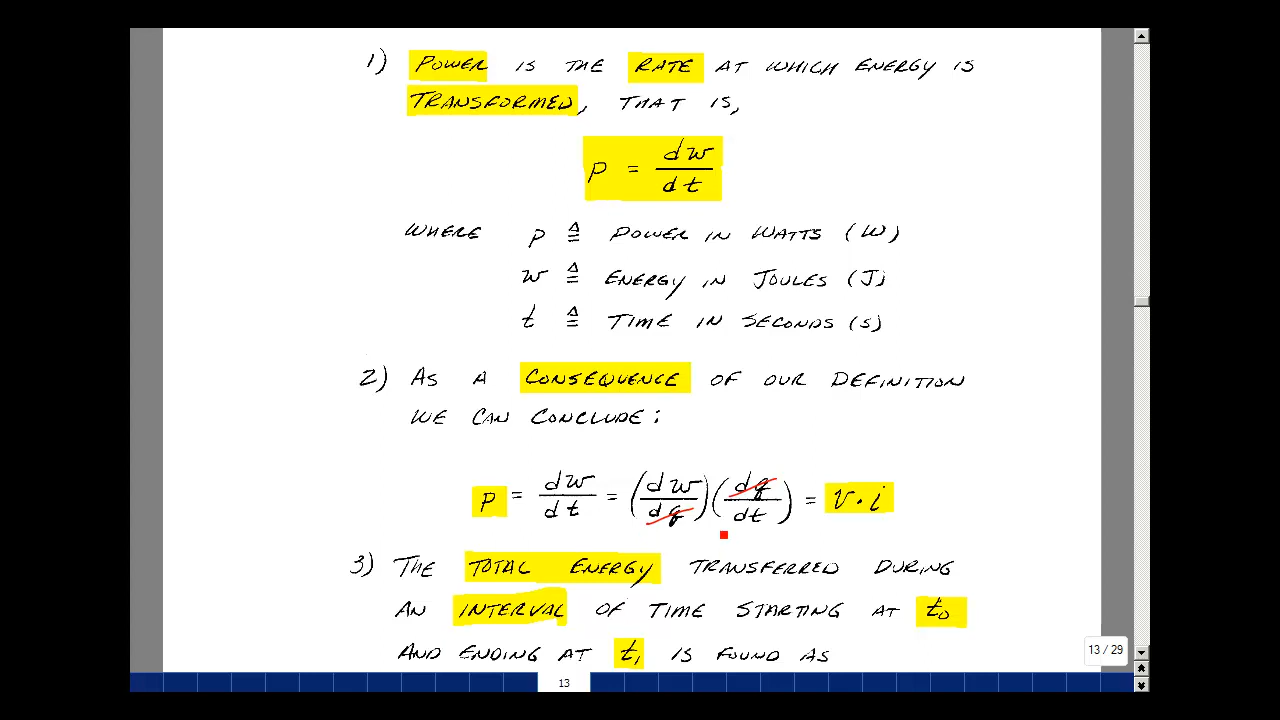 1) POWER IS THE RATE AT WHICH ENERGY IS
TRANSFORMED, THAT IS,
p = dw/dt
WHERE p ≜ POWER IN WATTS (W)
w ≜ ENERGY IN JOULES (J)
t ≜ TIME IN SECONDS (s)
2) AS A CONSEQUENCE OF OUR DEFINITION
WE CAN CONCLUDE:
p = dw/dt = (dw/dq)(dq/dt) = v·i
3) THE TOTAL ENERGY TRANSFERRED DURING
AN INTERVAL OF TIME STARTING AT t₀
AND ENDING AT t₁ IS FOUND AS
13 / 29
13